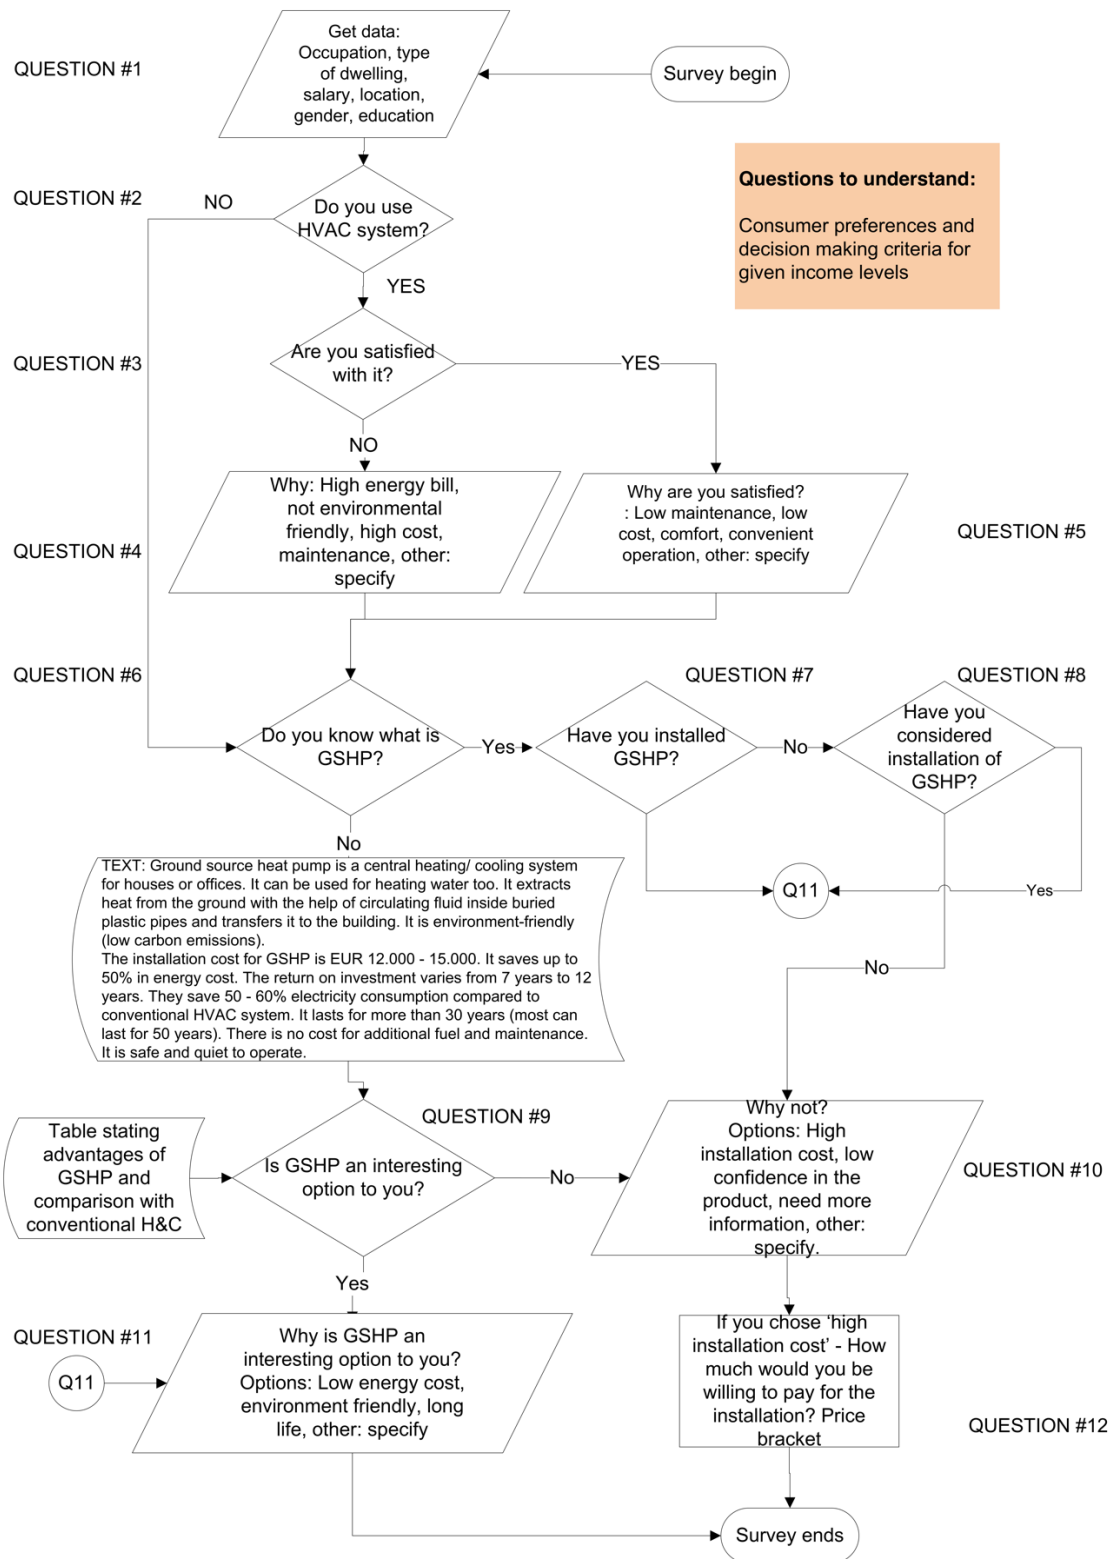 Get data:
Occupation, type
of dwelling,
salary, location,
gender, education
QUESTION #1
Survey begin
QUESTION #2
NO
Do you use
HVAC system?
YES
Questions to understand:
Consumer preferences and
decision making criteria for
given income levels
QUESTION #3
Are you satisfied
with it?
YES
NO
Why: High energy bill,
not environmental
friendly, high cost,
maintenance, other:
specify
QUESTION #4
Why are you satisfied?
: Low maintenance, low
cost, comfort, convenient
operation, other: specify
QUESTION #5
QUESTION #6
QUESTION #7
QUESTION #8
Do you know what is
GSHP?
Yes
Have you installed
GSHP?
No
Have you
considered
installation of
GSHP?
No
Q11
Yes
TEXT: Ground source heat pump is a central heating/ cooling system
for houses or offices. It can be used for heating water too. It extracts
heat from the ground with the help of circulating fluid inside buried
plastic pipes and transfers it to the building. It is environment-friendly
(low carbon emissions).
The installation cost for GSHP is EUR 12.000 - 15.000. It saves up to
50% in energy cost. The return on investment varies from 7 years to 12
years. They save 50 - 60% electricity consumption compared to
conventional HVAC system. It lasts for more than 30 years (most can
last for 50 years). There is no cost for additional fuel and maintenance.
It is safe and quiet to operate.
No
QUESTION #9
Table stating
advantages of
GSHP and
comparison with
conventional H&C
Is GSHP an interesting
option to you?
No
Why not?
Options: High
installation cost, low
confidence in the
product, need more
information, other:
specify.
QUESTION #10
Yes
QUESTION #11
Q11
Why is GSHP an
interesting option to you?
Options: Low energy cost,
environment friendly, long
life, other: specify
If you chose ‘high
installation cost’ - How
much would you be
willing to pay for the
installation? Price
bracket
QUESTION #12
Survey ends